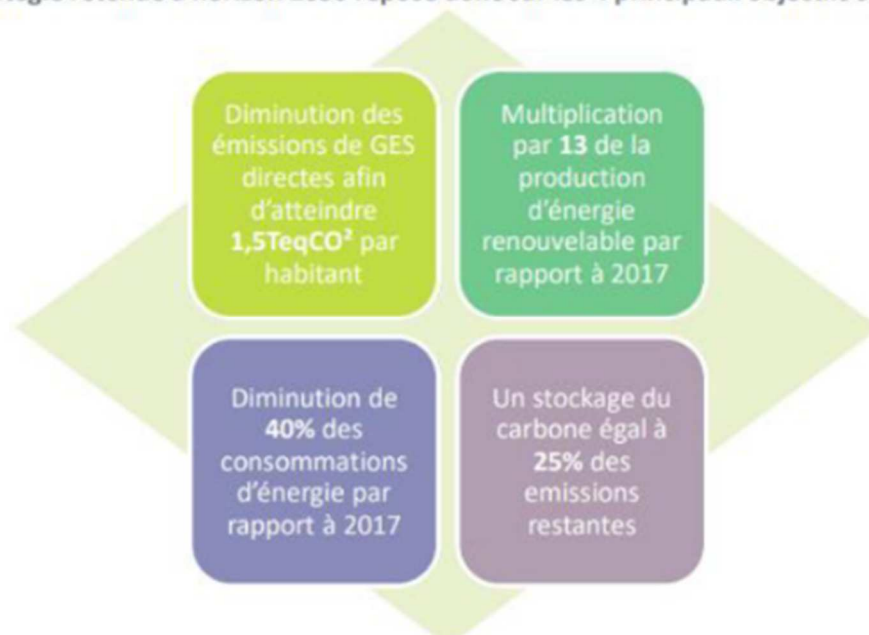 Diminution des
émissions de GES
directes afin
d'atteindre
1,5TeqCO² par
habitant
Multiplication
par 13 de la
production
d'énergie
renouvelable par
rapport à 2017
Diminution de
40% des
consommations
d'énergie par
rapport à 2017
Un stockage du
carbone égal à
25% des
emissions
restantes